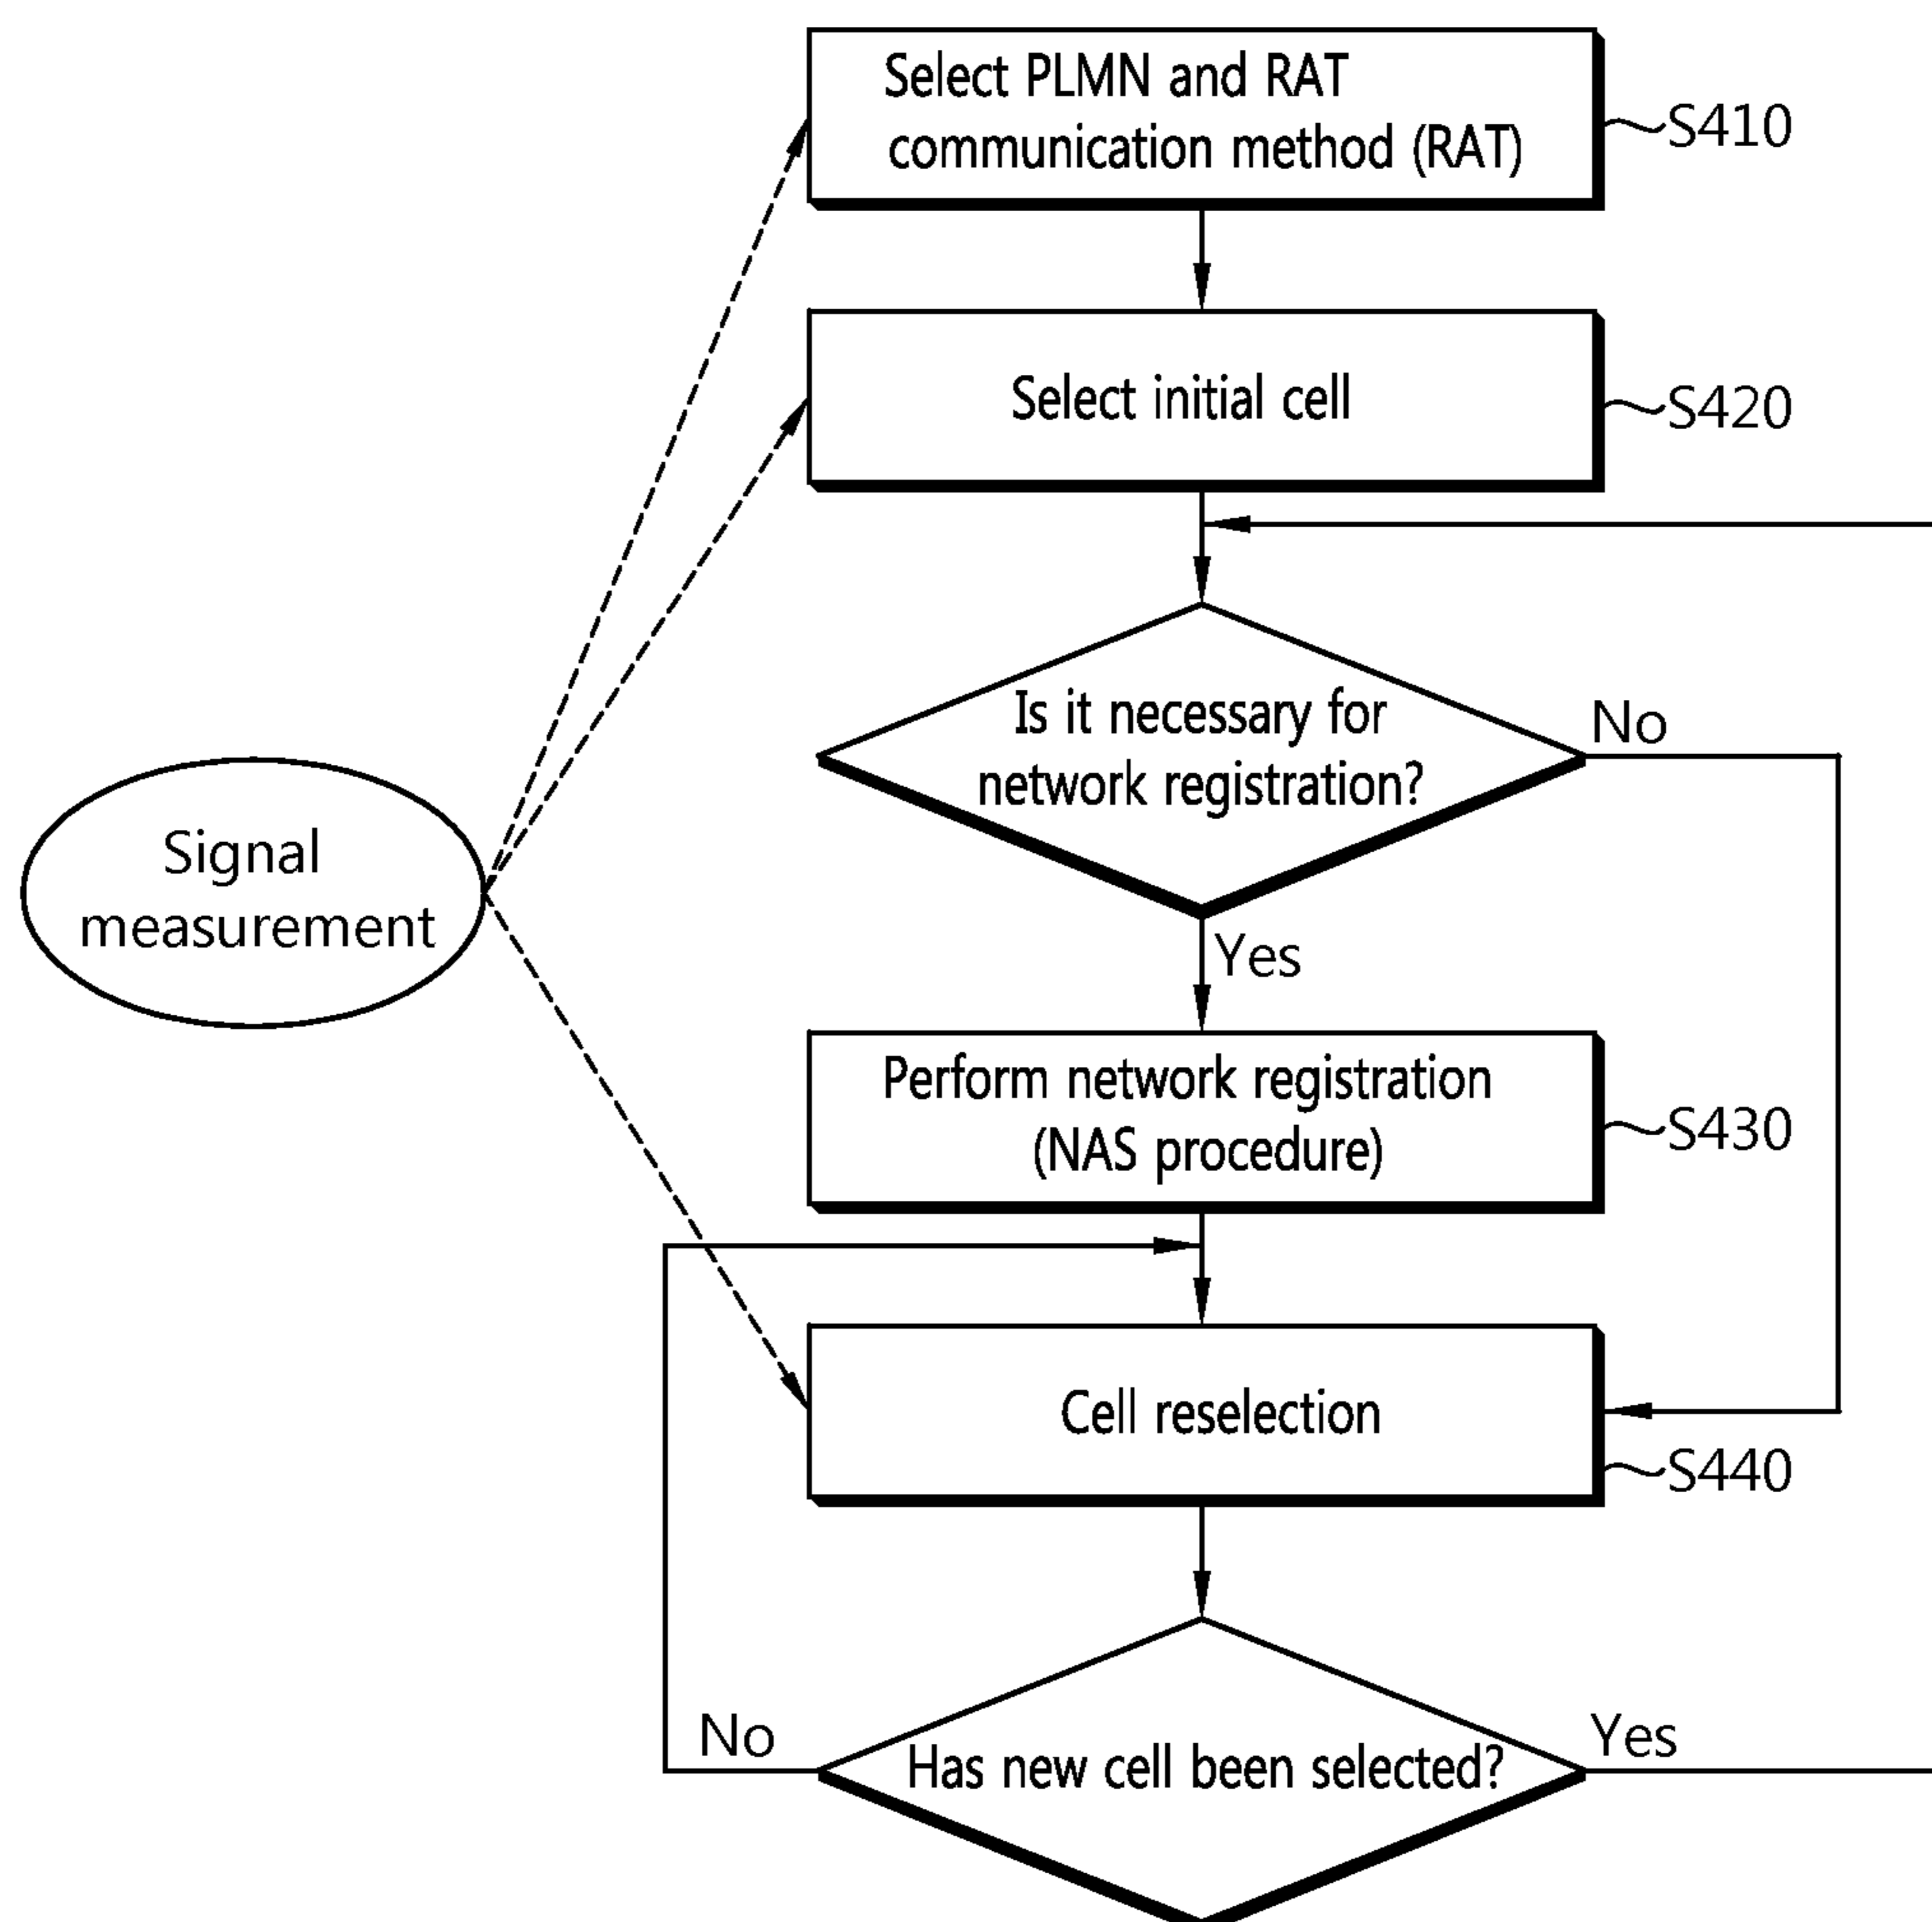 Select PLMN and RAT
communication method (RAT)
S410
Select initial cell
S420
Is it necessary for
network registration?
No
Signal
measurement
Yes
Perform network registration
(NAS procedure)
S430
Cell reselection
S440
No
Has new cell been selected?
Yes